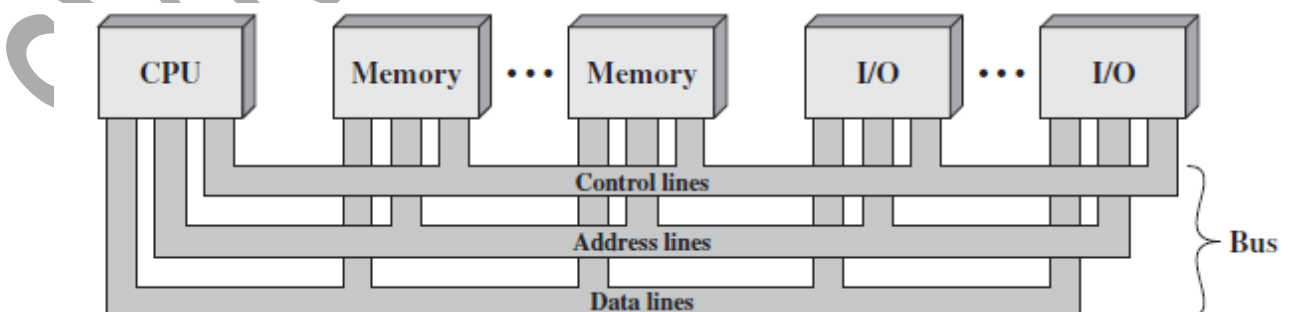 CPU Memory ••• Memory I/O ••• I/O
Control lines
Address lines
Bus
Data lines